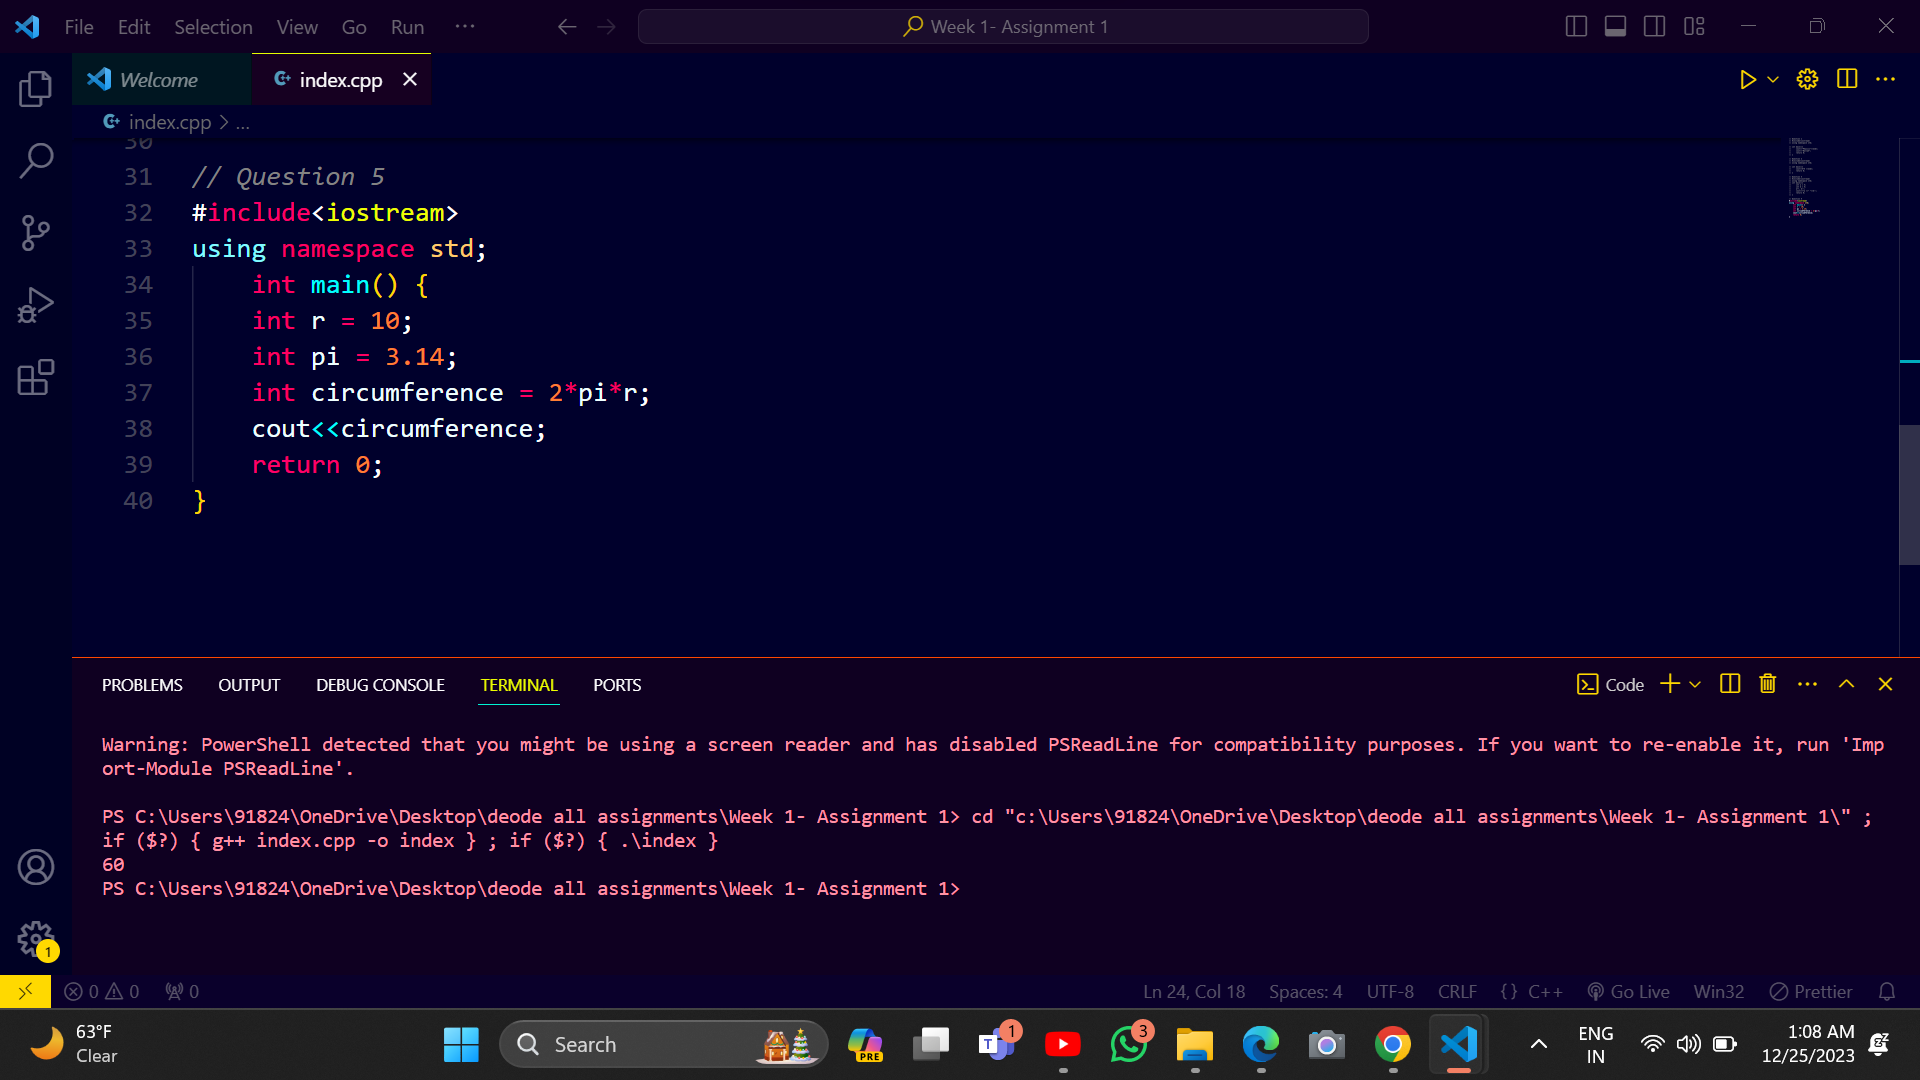 File Edit Selection View Go Run ...
Week 1- Assignment 1
Welcome
index.cpp
index.cpp > ...
30
31 // Question 5
32 #include<iostream>
33 using namespace std;
34 int main() {
35 int r = 10;
36 int pi = 3.14;
37 int circumference = 2*pi*r;
38 cout<<circumference;
39 return 0;
40 }
PROBLEMS OUTPUT DEBUG CONSOLE TERMINAL PORTS
Code
Warning: PowerShell detected that you might be using a screen reader and has disabled PSReadLine for compatibility purposes. If you want to re-enable it, run 'Imp
ort-Module PSReadLine'.
PS C:\Users\91824\OneDrive\Desktop\deode all assignments\Week 1- Assignment 1> cd "c:\Users\91824\OneDrive\Desktop\deode all assignments\Week 1- Assignment 1\" ;
if ($?) { g++ index.cpp -o index } ; if ($?) { .\index }
60
PS C:\Users\91824\OneDrive\Desktop\deode all assignments\Week 1- Assignment 1>
1
0 0 0
Ln 24, Col 18 Spaces: 4 UTF-8 CRLF {} C++ Go Live Win32 Prettier
63°F
Clear
Search
PRE
T 1
3
ENG
IN
1:08 AM
12/25/2023